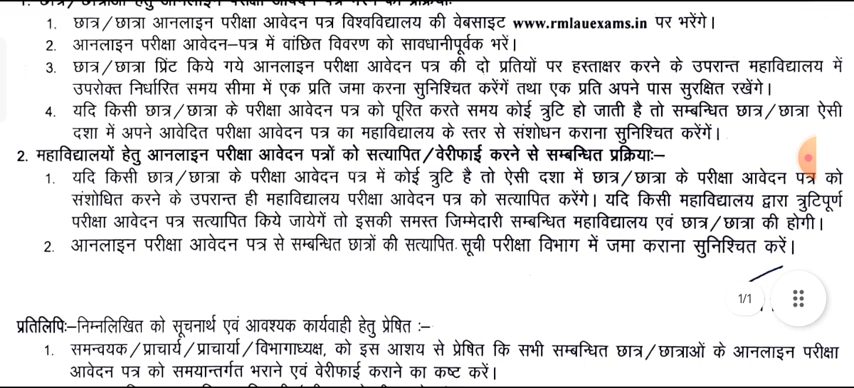 1. छात्र/छात्रा आनलाइन परीक्षा आवेदन पत्र विश्वविद्यालय की वेबसाइट www.rmlauexams.in पर भरेंगे।
2. आनलाइन परीक्षा आवेदन–पत्र में वांछित विवरण को सावधानीपूर्वक भरें।
3. छात्र/छात्रा प्रिंट किये गये आनलाइन परीक्षा आवेदन पत्र की दो प्रतियों पर हस्ताक्षर करने के उपरान्त महाविद्यालय में
उपरोक्त निर्धारित समय सीमा में एक प्रति जमा करना सुनिश्चित करेंगें तथा एक प्रति अपने पास सुरक्षित रखेंगे।
4. यदि किसी छात्र/छात्रा के परीक्षा आवेदन पत्र को पूरित करते समय कोई त्रुटि हो जाती है तो सम्बन्धित छात्र/छात्रा ऐसी
दशा में अपने आवेदित परीक्षा आवेदन पत्र का महाविद्यालय के स्तर से संशोधन कराना सुनिश्चित करेंगें।
2. महाविद्यालयों हेतु आनलाइन परीक्षा आवेदन पत्रों को सत्यापित/वेरीफाई करने से सम्बन्धित प्रक्रियाः–
1. यदि किसी छात्र/छात्रा के परीक्षा आवेदन पत्र में कोई त्रुटि है तो ऐसी दशा में छात्र/छात्रा के परीक्षा आवेदन पत्र को
संशोधित करने के उपरान्त ही महाविद्यालय परीक्षा आवेदन पत्र को सत्यापित करेंगे। यदि किसी महाविद्यालय द्वारा त्रुटिपूर्ण
परीक्षा आवेदन पत्र सत्यापित किये जायेगें तो इसकी समस्त जिम्मेदारी सम्बन्धित महाविद्यालय एवं छात्र/छात्रा की होगी।
2. आनलाइन परीक्षा आवेदन पत्र से सम्बन्धित छात्रों की सत्यापित सूची परीक्षा विभाग में जमा कराना सुनिश्चित करें।
1/1
प्रतिलिपिः–निम्नलिखित को सूचनार्थ एवं आवश्यक कार्यवाही हेतु प्रेषित :–
1. समन्वयक/प्राचार्य/प्राचार्या/विभागाध्यक्ष, को इस आशय से प्रेषित कि सभी सम्बन्धित छात्र/छात्राओं के आनलाइन परीक्षा
आवेदन पत्र को समयान्तर्गत भराने एवं वेरीफाई कराने का कष्ट करें।